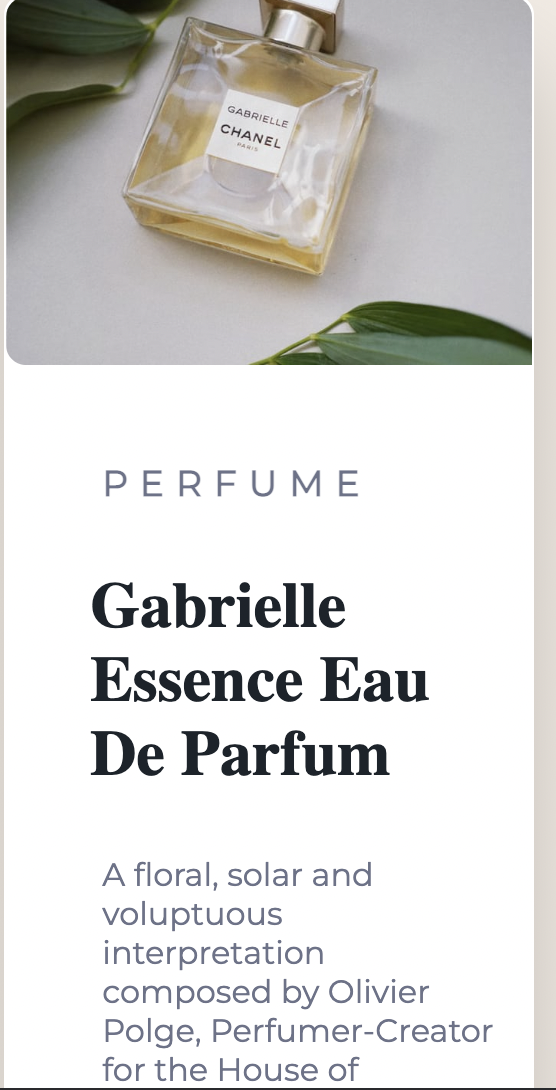 GABRIELLE
CHANEL
PARIS
PERFUME
Gabrielle
Essence Eau
De Parfum
A floral, solar and
voluptuous
interpretation
composed by Olivier
Polge, Perfumer-Creator
for the House of